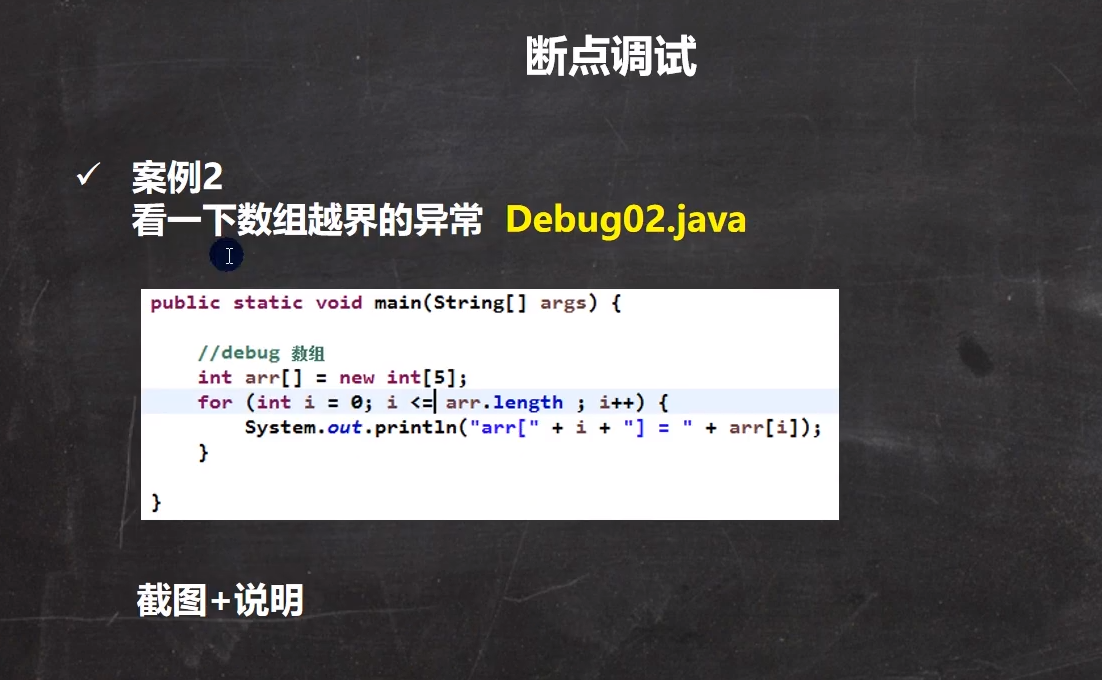 断点调试
✓ 案例2
看一下数组越界的异常 Debug02.java
public static void main(String[] args) {
//debug 数组
int arr[] = new int[5];
for (int i = 0; i <= arr.length ; i++) {
System.out.println("arr[" + i + "] = " + arr[i]);
}
}
截图+说明